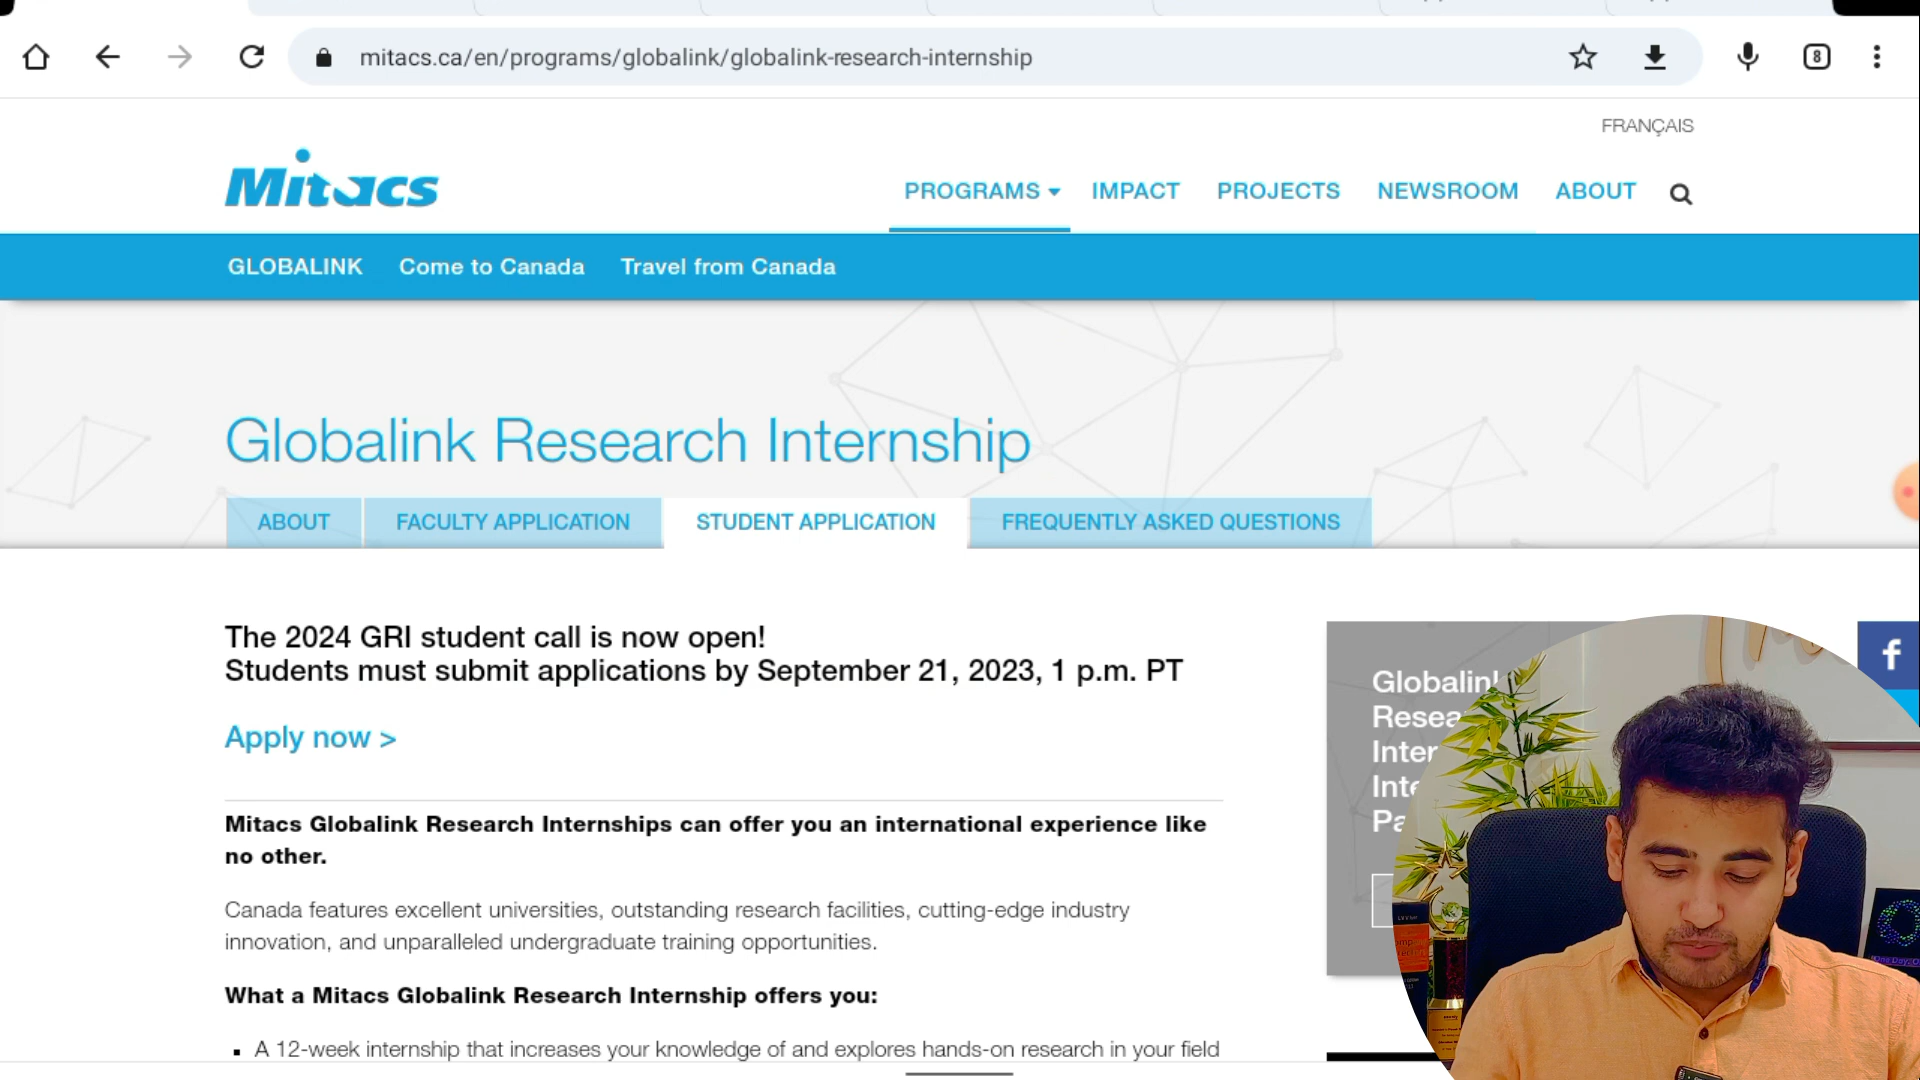 mitacs.ca/en/programs/globalink/globalink-research-internship
8
FRANÇAIS
Mitacs
PROGRAMS IMPACT PROJECTS NEWSROOM ABOUT
GLOBALINK Come to Canada Travel from Canada
Globalink Research Internship
ABOUT FACULTY APPLICATION STUDENT APPLICATION FREQUENTLY ASKED QUESTIONS
The 2024 GRI student call is now open!
Students must submit applications by September 21, 2023, 1 p.m. PT
Apply now >
Mitacs Globalink Research Internships can offer you an international experience like
no other.
Canada features excellent universities, outstanding research facilities, cutting-edge industry
innovation, and unparalleled undergraduate training opportunities.
What a Mitacs Globalink Research Internship offers you:
▪ A 12-week internship that increases your knowledge of and explores hands-on research in your field
f